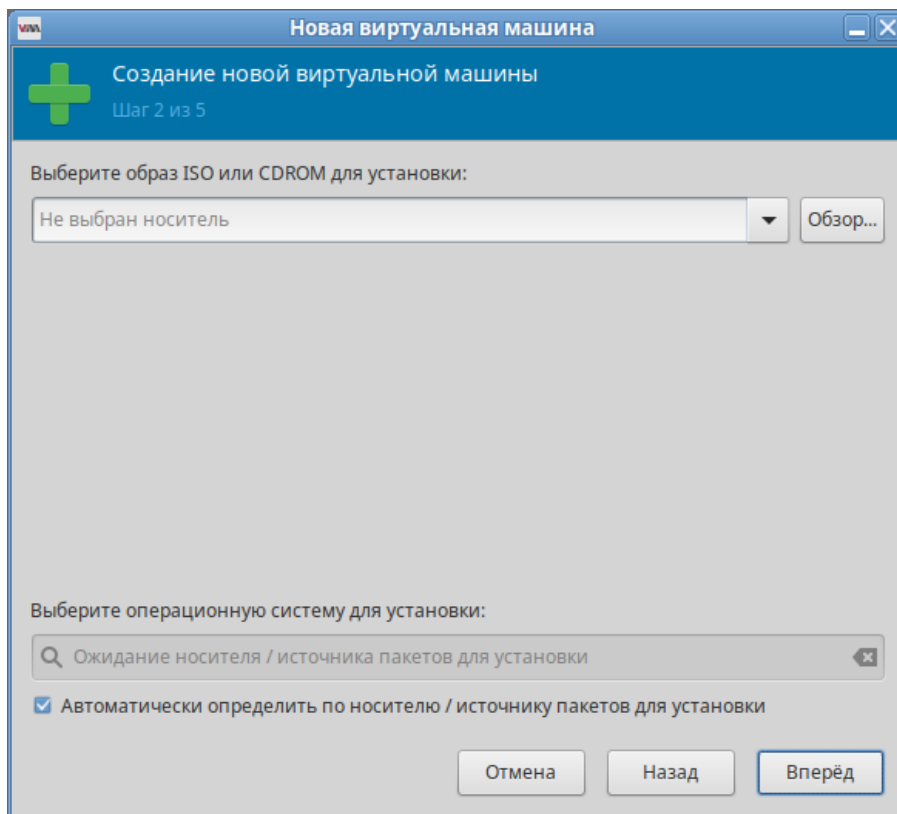 Новая виртуальная машина
Создание новой виртуальной машины
Шаг 2 из 5
Выберите образ ISO или CDROM для установки:
Не выбран носитель
Обзор...
Выберите операционную систему для установки:
Ожидание носителя / источника пакетов для установки
Автоматически определить по носителю / источнику пакетов для установки
Отмена Назад Вперёд